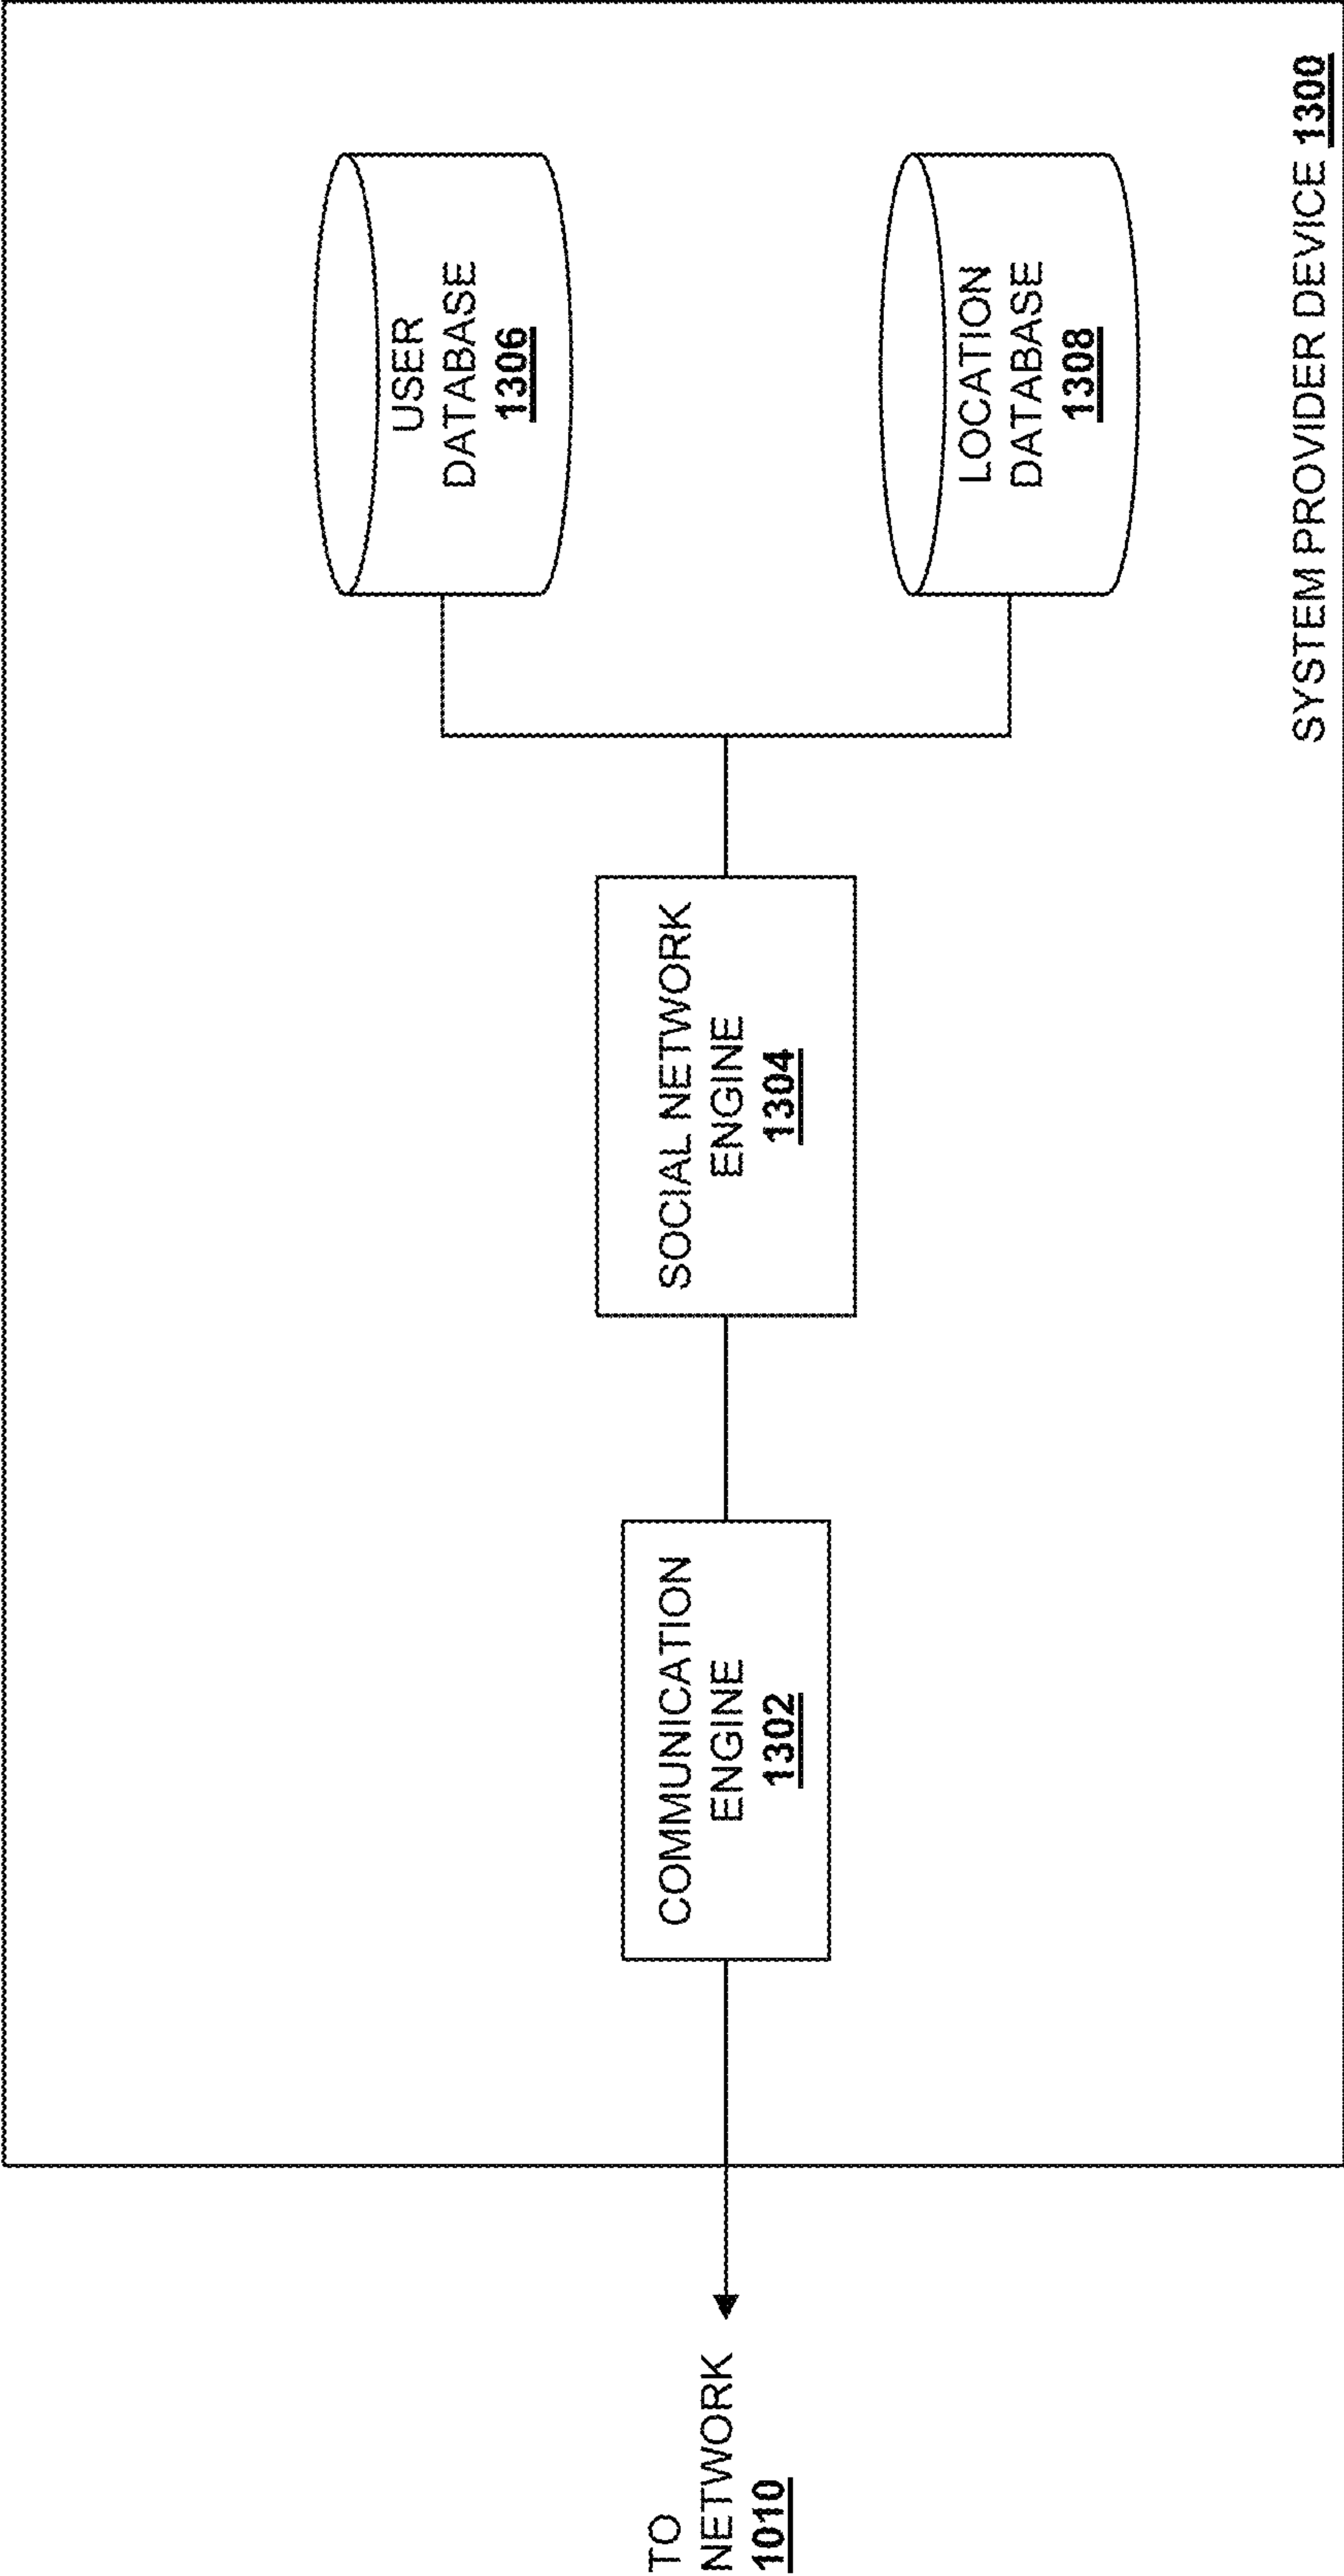 TO
NETWORK
1010
COMMUNICATION
ENGINE
1302
SOCIAL NETWORK
ENGINE
1304
USER
DATABASE
1306
LOCATION
DATABASE
1308
SYSTEM PROVIDER DEVICE 1300